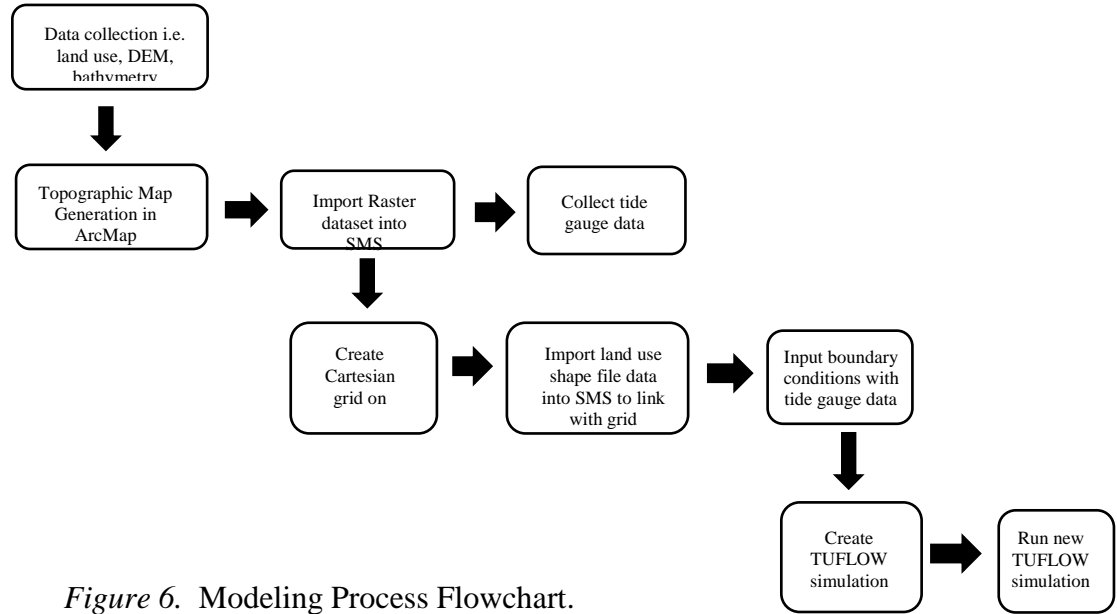 Data collection i.e.
land use, DEM,
bathymetry
Topographic Map
Generation in
ArcMap
Import Raster
dataset into
SMS
Collect tide
gauge data
Create
Cartesian
grid on
Import land use
shape file data
into SMS to link
with grid
Input boundary
conditions with
tide gauge data
Create
TUFLOW
simulation
Run new
TUFLOW
simulation
Figure 6. Modeling Process Flowchart.